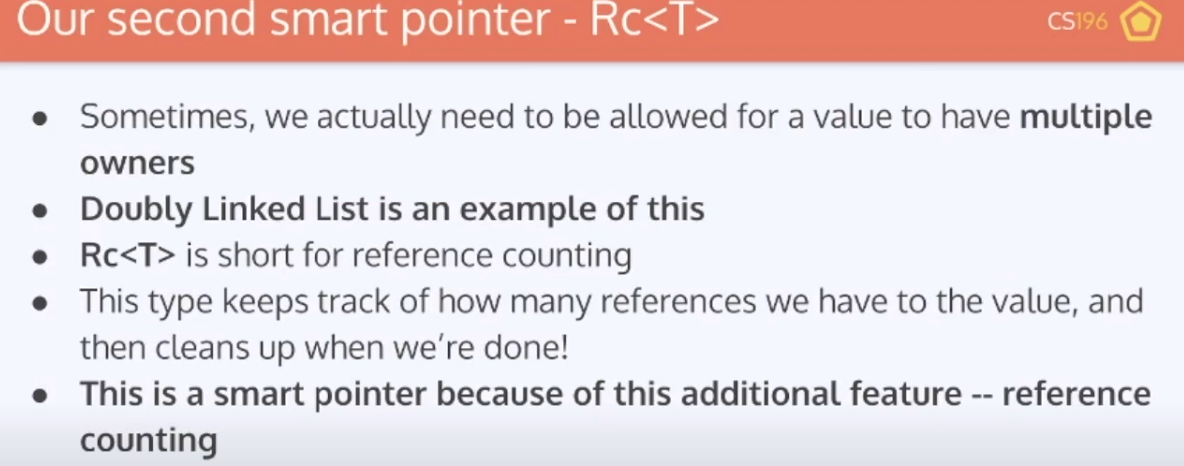 Our second smart pointer - Rc<T>
CS196
● Sometimes, we actually need to be allowed for a value to have multiple
owners
● Doubly Linked List is an example of this
● Rc<T> is short for reference counting
● This type keeps track of how many references we have to the value, and
then cleans up when we're done!
● This is a smart pointer because of this additional feature -- reference
counting